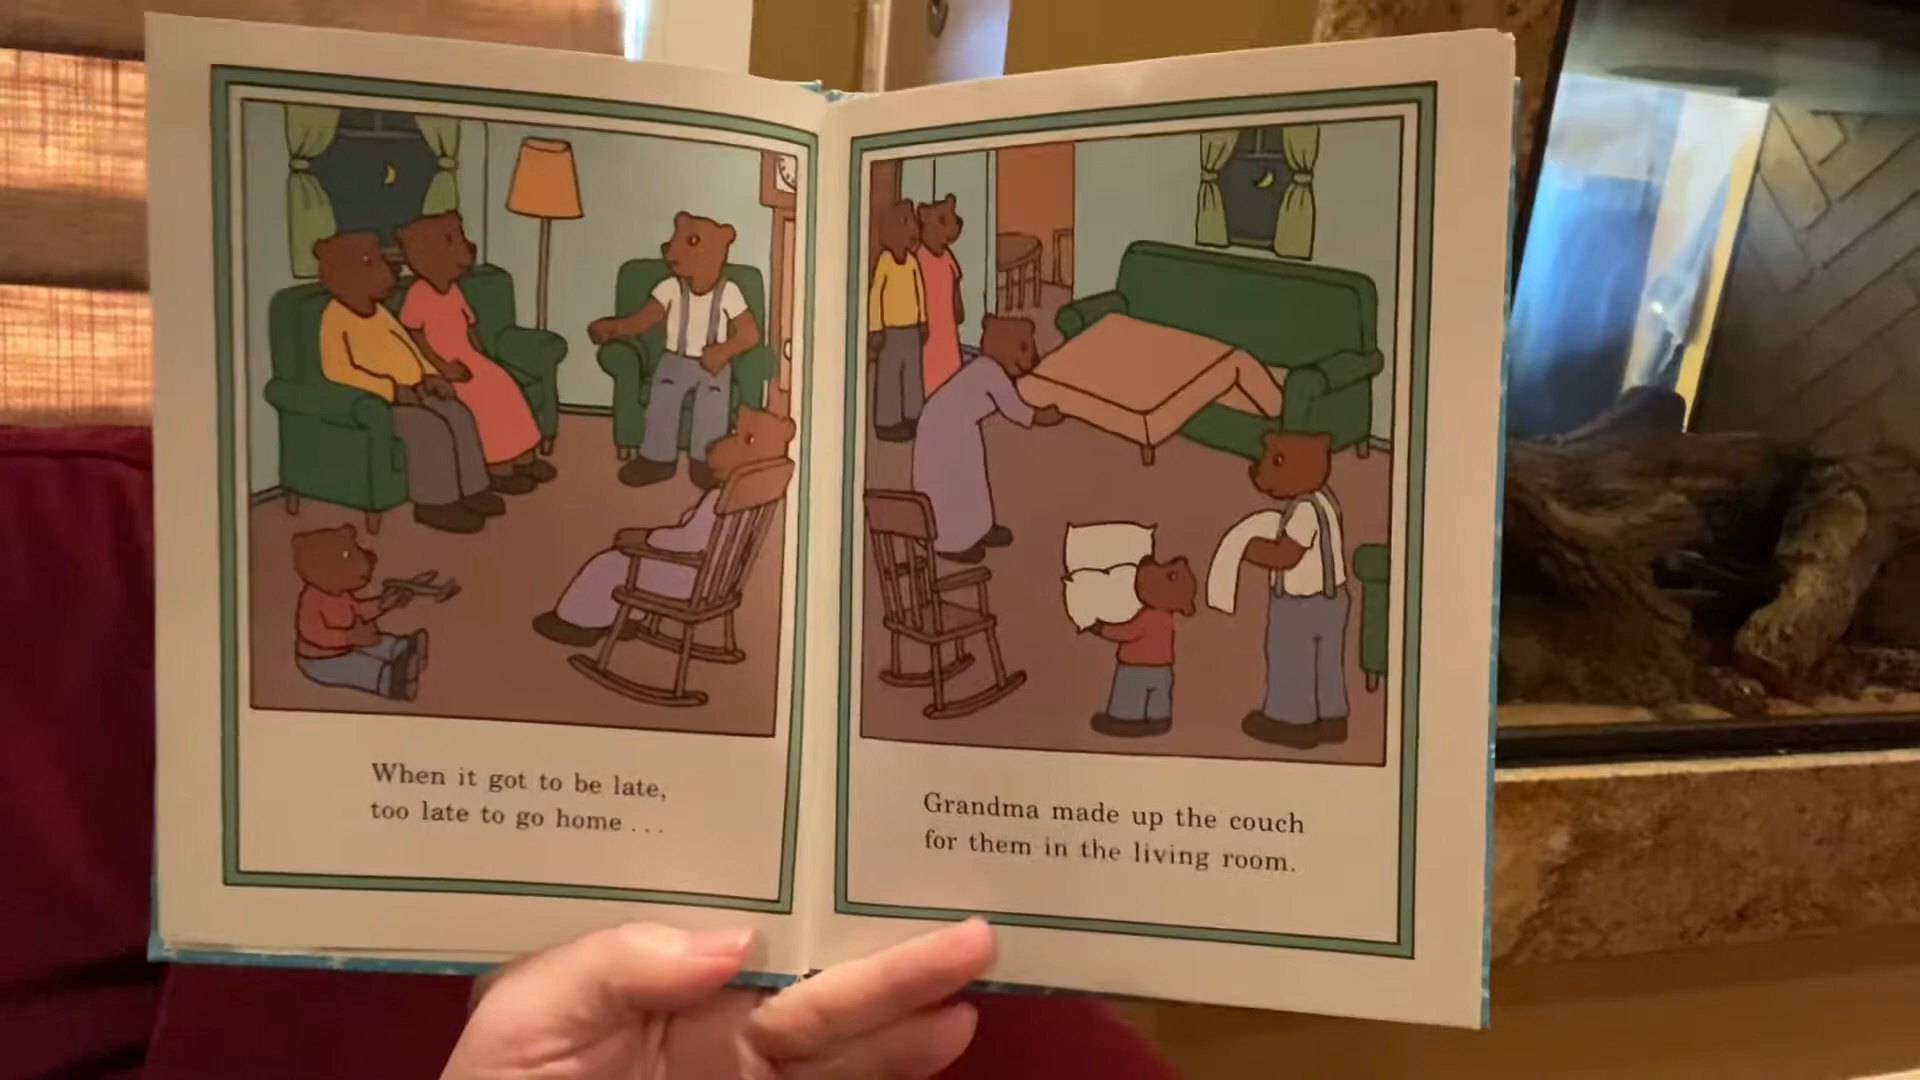 When it got to be late,
too late to go home...
Grandma made up the couch
for them in the living room.